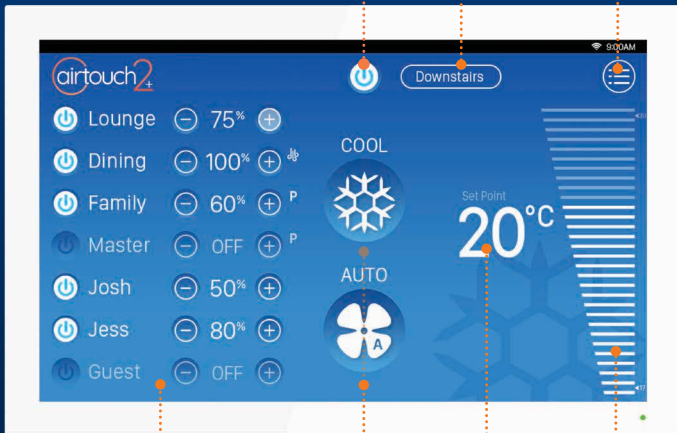 9:00AM
airtouch2+
Downstairs
Lounge 75%
Dining 100%
Family 60% P
Master OFF P
Josh 50%
Jess 80%
Guest OFF
COOL
AUTO
A
Set Point
20°C
17